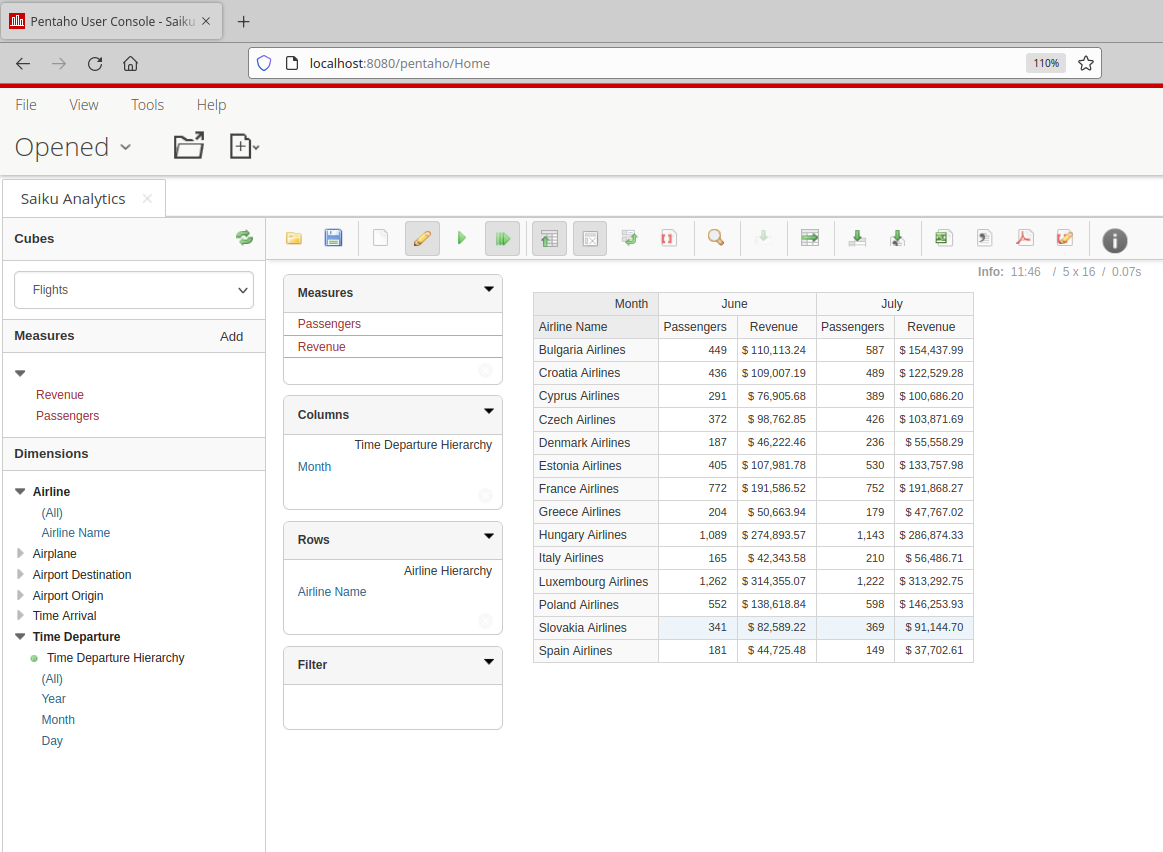 Pentaho User Console - Saiku
localhost:8080/pentaho/Home
110%
File View Tools Help
Opened
Saiku Analytics
Cubes
Flights
Measures Add
Revenue
Passengers
Dimensions
Airline
(All)
Airline Name
Airplane
Airport Destination
Airport Origin
Time Arrival
Time Departure
Time Departure Hierarchy
(All)
Year
Month
Day
Measures
Passengers
Revenue
Columns
Time Departure Hierarchy
Month
Rows
Airline Hierarchy
Airline Name
Filter
Info: 11:46 / 5 x 16 / 0.07s
Month June July
Airline Name Passengers Revenue Passengers Revenue
Bulgaria Airlines 449 $ 110,113.24 587 $ 154,437.99
Croatia Airlines 436 $ 109,007.19 489 $ 122,529.28
Cyprus Airlines 291 $ 76,905.68 389 $ 100,686.20
Czech Airlines 372 $ 98,762.85 426 $ 103,871.69
Denmark Airlines 187 $ 46,222.46 236 $ 55,558.29
Estonia Airlines 405 $ 107,981.78 530 $ 133,757.98
France Airlines 772 $ 191,586.52 752 $ 191,868.27
Greece Airlines 204 $ 50,663.94 179 $ 47,767.02
Hungary Airlines 1,089 $ 274,893.57 1,143 $ 286,874.33
Italy Airlines 165 $ 42,343.58 210 $ 56,486.71
Luxembourg Airlines 1,262 $ 314,355.07 1,222 $ 313,292.75
Poland Airlines 552 $ 138,618.84 598 $ 146,253.93
Slovakia Airlines 341 $ 82,589.22 369 $ 91,144.70
Spain Airlines 181 $ 44,725.48 149 $ 37,702.61